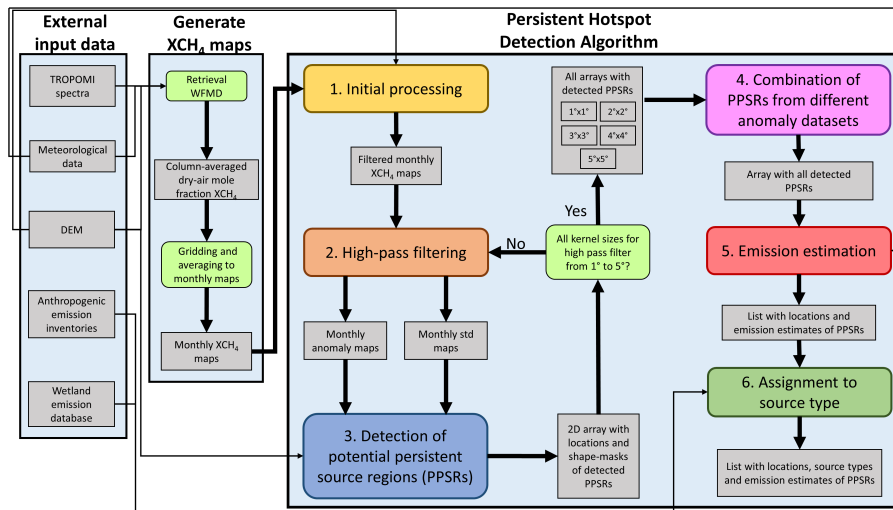 External
input data
TROPOMI
spectra
Meteorological
data
DEM
Anthropogenic
emission
inventories
Wetland
emission
database
Generate
XCH₄ maps
Retrieval
WFMD
Column-averaged
dry-air mole
fraction XCH₄
Gridding and
averaging to
monthly maps
Monthly XCH₄
maps
Persistent Hotspot
Detection Algorithm
1. Initial processing
Filtered monthly
XCH₄ maps
2. High-pass filtering
Monthly
anomaly maps
Monthly std
maps
3. Detection of
potential persistent
source regions (PPSRs)
2D array with
locations and
shape-masks
of detected
PPSRs
All kernel sizes for
high pass filter
from 1° to 5°?
No
Yes
All arrays with
detected PPSRs
1°x1° 2°x2°
3°x3° 4°x4°
5°x5°
4. Combination of
PPSRs from different
anomaly datasets
Array with all detected
PPSRs
5. Emission estimation
List with locations and
emission estimates of PPSRs
6. Assignment to
source type
List with locations, source types
and emission estimates of PPSRs